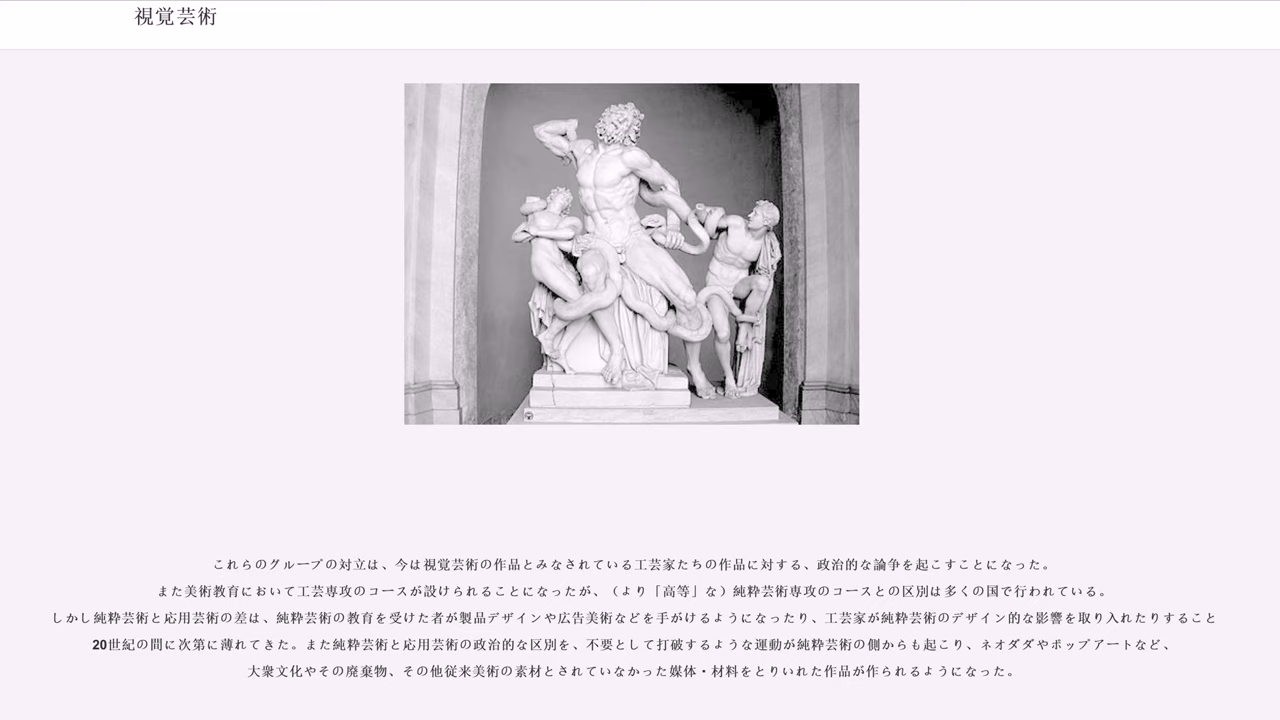 視覚芸術
これらのグループの対立は、今は視覚芸術の作品とみなされている工芸家たちの作品に対する、政治的な論争を起こすことになった。
また美術教育において工芸専攻のコースが設けられることになったが、（より「高等」な）純粋芸術専攻のコースとの区別は多くの国で行われている。
しかし純粋芸術と応用芸術の差は、純粋芸術の教育を受けた者が製品デザインや広告美術などを手がけるようになったり、工芸家が純粋芸術のデザイン的な影響を取り入れたりすること
20世紀の間に次第に薄れてきた。また純粋芸術と応用芸術の政治的な区別を、不要として打破するような運動が純粋芸術の側からも起こり、ネオダダやポップアートなど、
大衆文化やその廃棄物、その他従来美術の素材とされていなかった媒体・材料をとりいれた作品が作られるようになった。